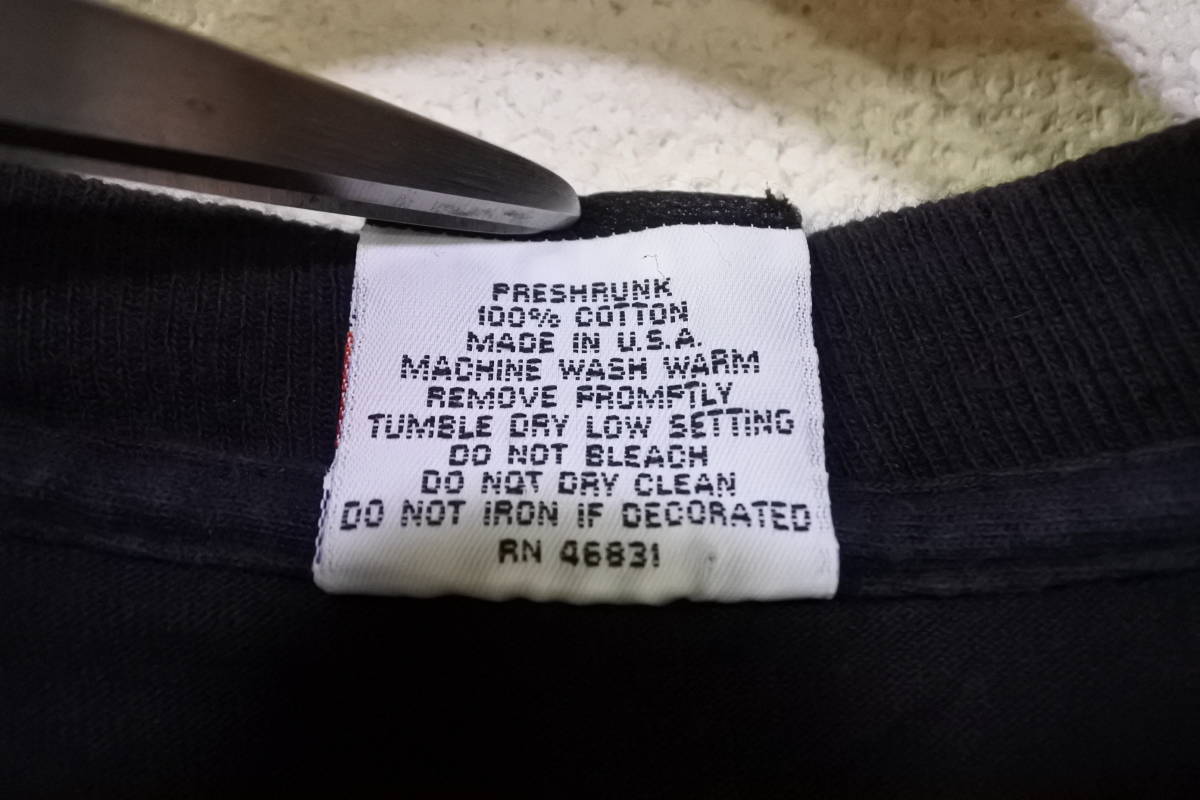 PRESHRUNK
100% COTTON
MADE IN U.S.A.
MACHINE WASH WARM
REMOVE PROMPTLY
TUMBLE DRY LOW SETTING
DO NOT BLEACH
DO NOT DRY CLEAN
DO NOT IRON IF DECORATED
RN 46831